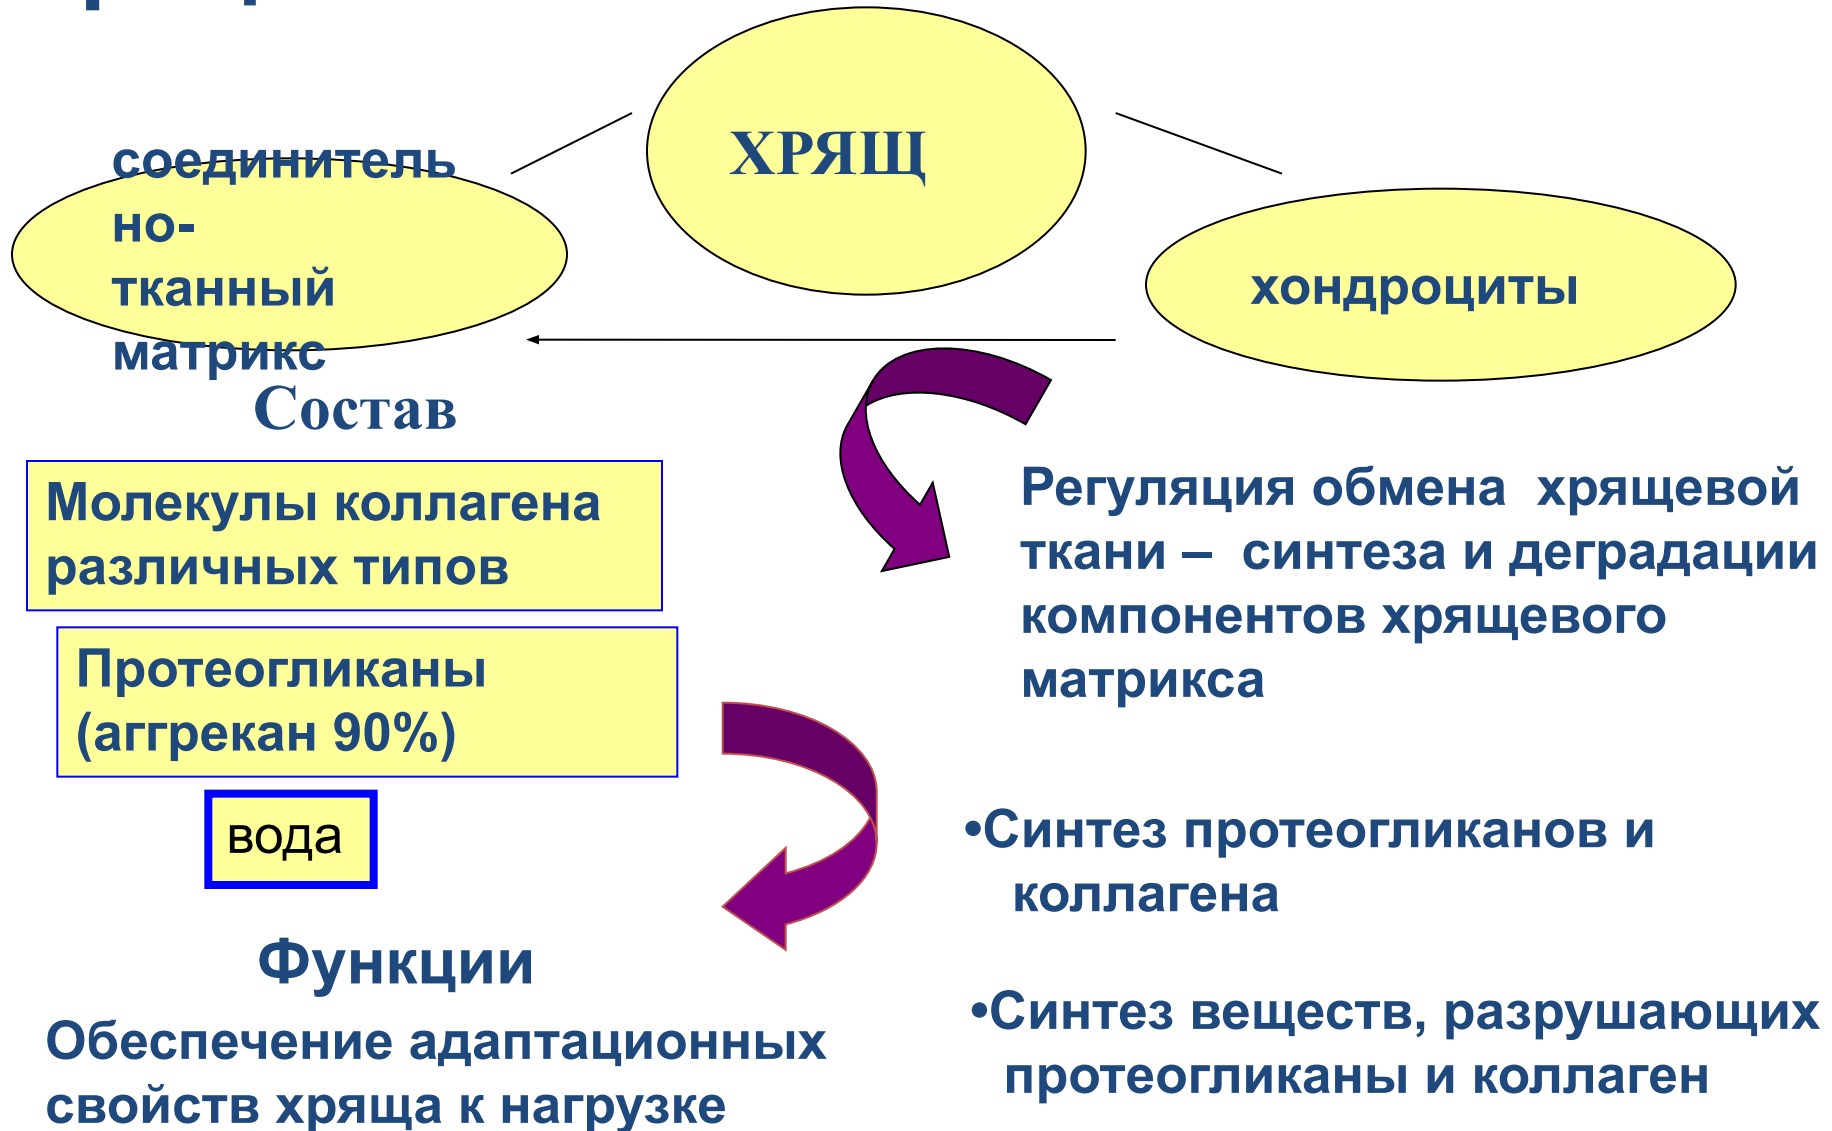 ХРЯЩ
соединитель
но-
тканный
матрикс
хондроциты
Состав
Молекулы коллагена
различных типов
Протеогликаны
(аггрекан 90%)
вода
Функции
Обеспечение адаптационных
свойств хряща к нагрузке
Регуляция обмена хрящевой
ткани – синтеза и деградации
компонентов хрящевого
матрикса
•Синтез протеогликанов и
коллагена
•Синтез веществ, разрушающих
протеогликаны и коллаген